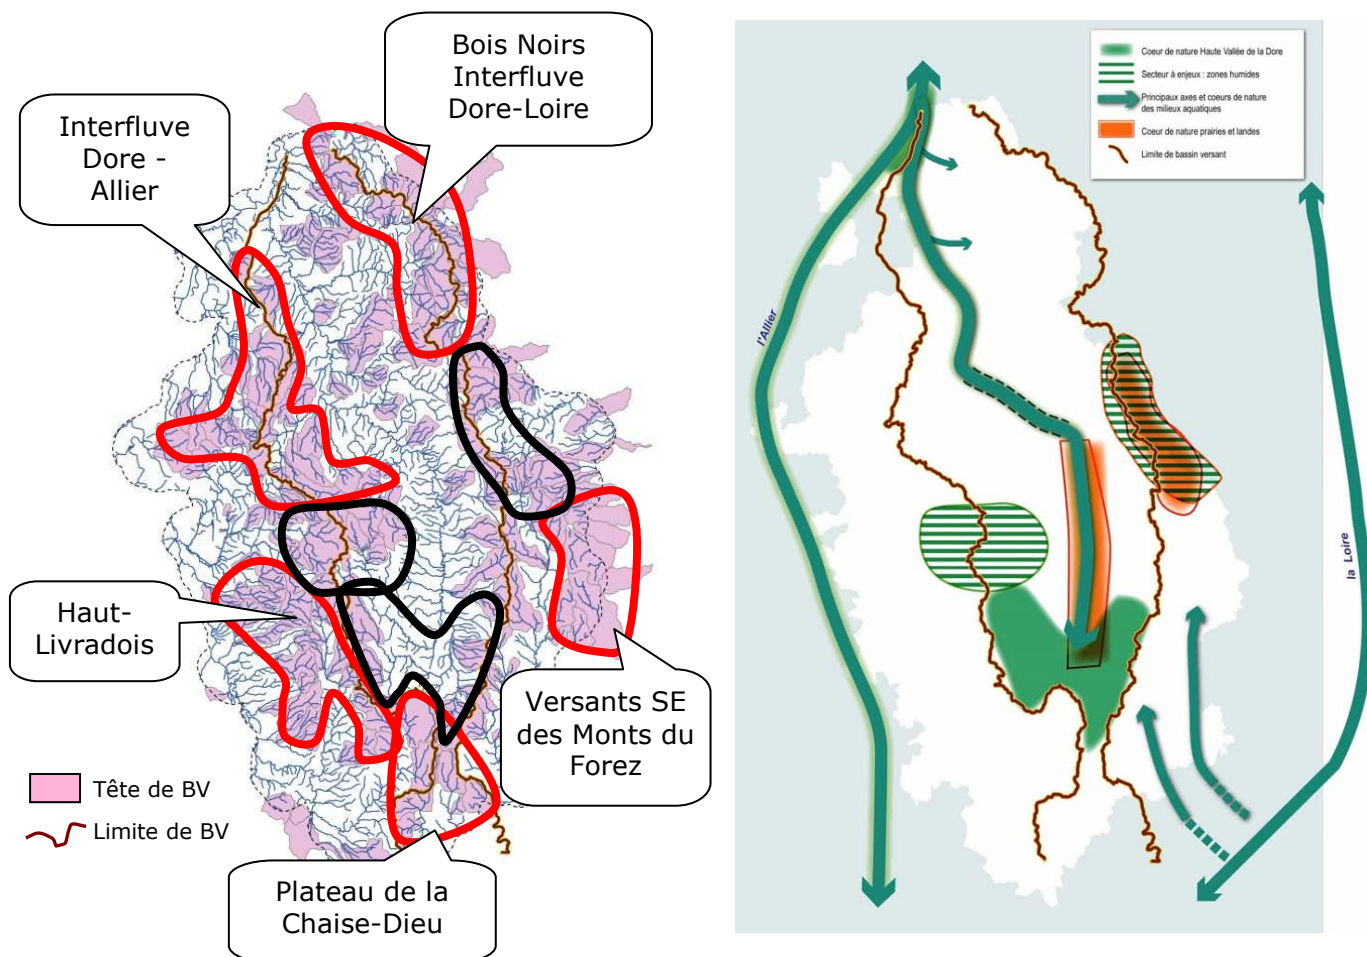 Bois Noirs
Interfluve
Dore-Loire
Interfluve
Dore -
Allier
Haut-
Livradois
Versants SE
des Monts du
Forez
Tête de BV
Limite de BV
Plateau de la
Chaise-Dieu
Coeur de nature Haute Vallée de la Dore
Secteur à enjeux : zones humides
Principaux axes et coeurs de nature
des milieux aquatiques
Coeur de nature prairies et landes
Limite de bassin versant
l'Allier
la Loire